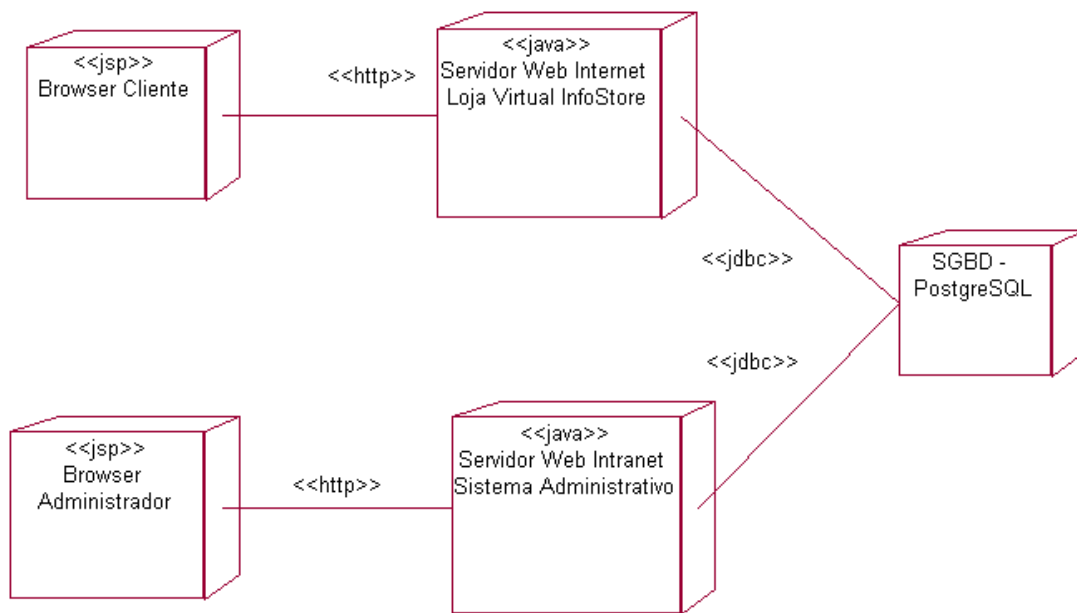 <<jsp>>
Browser Cliente
<<http>>
<<java>>
Servidor Web Internet
Loja Virtual InfoStore
<<jdbc>>
SGBD -
PostgreSQL
<<jdbc>>
<<jsp>>
Browser
Administrador
<<http>>
<<java>>
Servidor Web Intranet
Sistema Administrativo